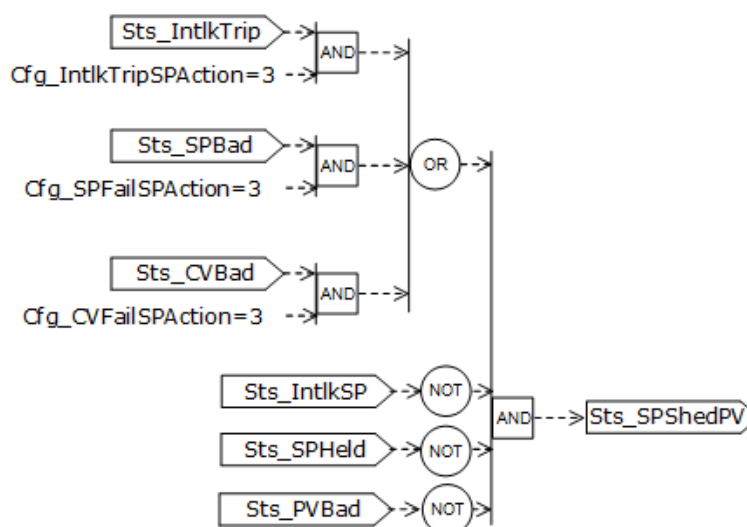 Sts_IntlkTrip
AND
Cfg_IntlkTripSPAction=3
Sts_SPBad
AND
OR
Cfg_SPFailSPAction=3
Sts_CVBad
AND
Cfg_CVFailSPAction=3
Sts_IntlkSP
NOT
AND
Sts_SPShedPV
Sts_SPHeld
NOT
Sts_PVBad
NOT